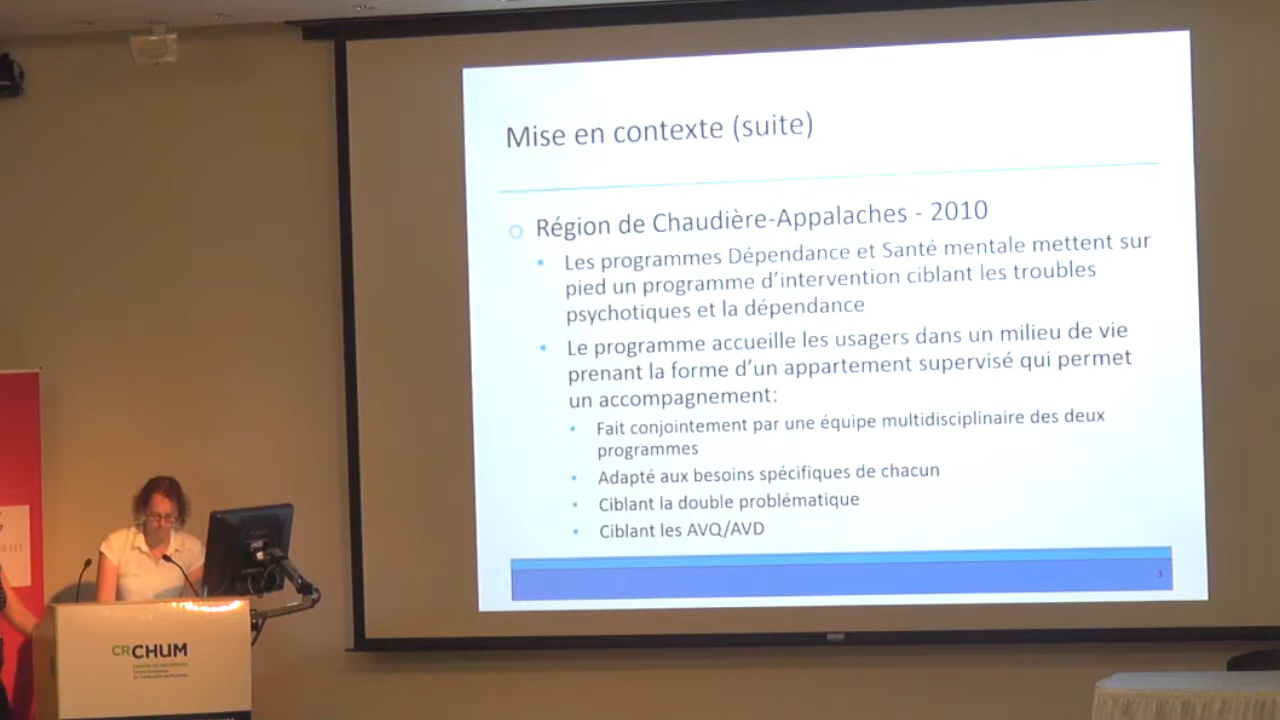 Mise en contexte (suite)
Région de Chaudière-Appalaches - 2010
Les programmes Dépendance et Santé mentale mettent sur
pied un programme d'intervention ciblant les troubles
psychotiques et la dépendance
Le programme accueille les usagers dans un milieu de vie
prenant la forme d'un appartement supervisé qui permet
un accompagnement:
Fait conjointement par une équipe multidisciplinaire des deux
programmes
Adapté aux besoins spécifiques de chacun
Ciblant la double problématique
Ciblant les AVQ/AVD
3
CRCHUM